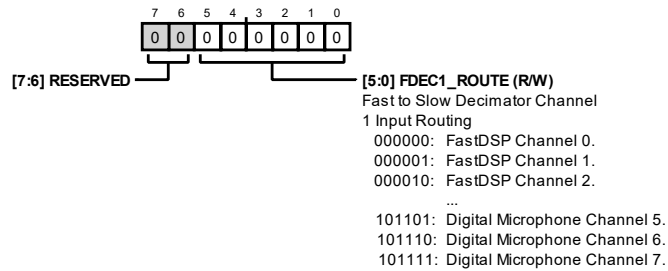 7 6 5 4 3 2 1 0
0 0 0 0 0 0 0 0
[7:6] RESERVED
[5:0] FDEC1_ROUTE (R/W)
Fast to Slow Decimator Channel
1 Input Routing
000000: FastDSP Channel 0.
000001: FastDSP Channel 1.
000010: FastDSP Channel 2.
...
101101: Digital Microphone Channel 5.
101110: Digital Microphone Channel 6.
101111: Digital Microphone Channel 7.